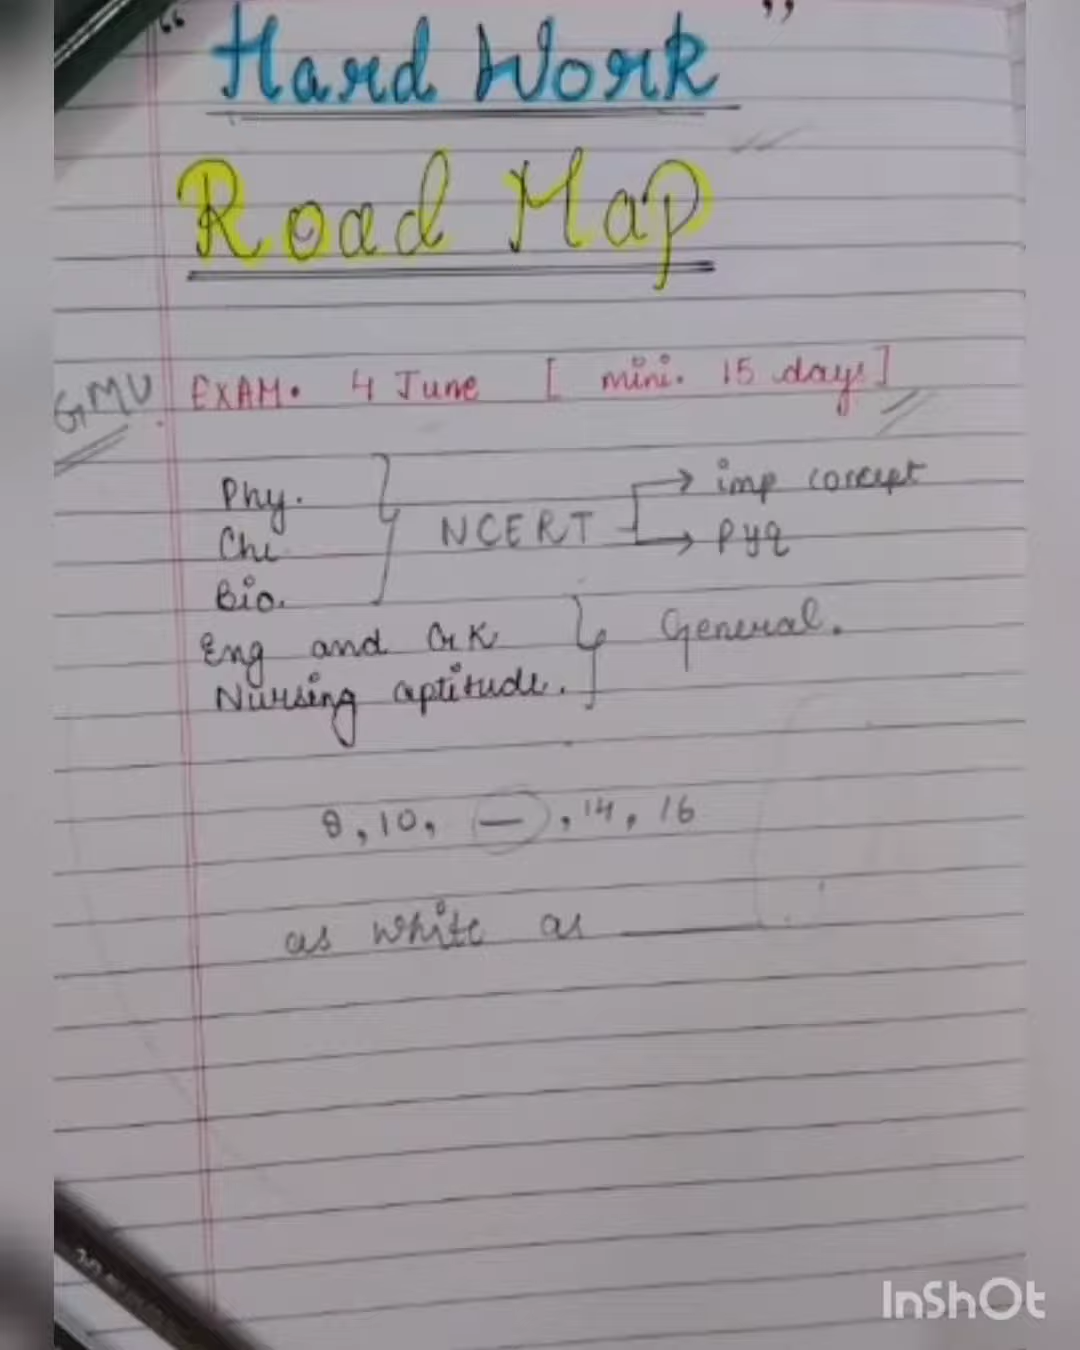 “ Hard Work ”
Road Map
GMU EXAM. 4 June [ mini. 15 days ]
Phy.
Che
Bio.
NCERT → imp concept
→ PYQ
Eng and GK
Nursing aptitude.
General.
8, 10, —, 14, 16
as white as ———
InShOt